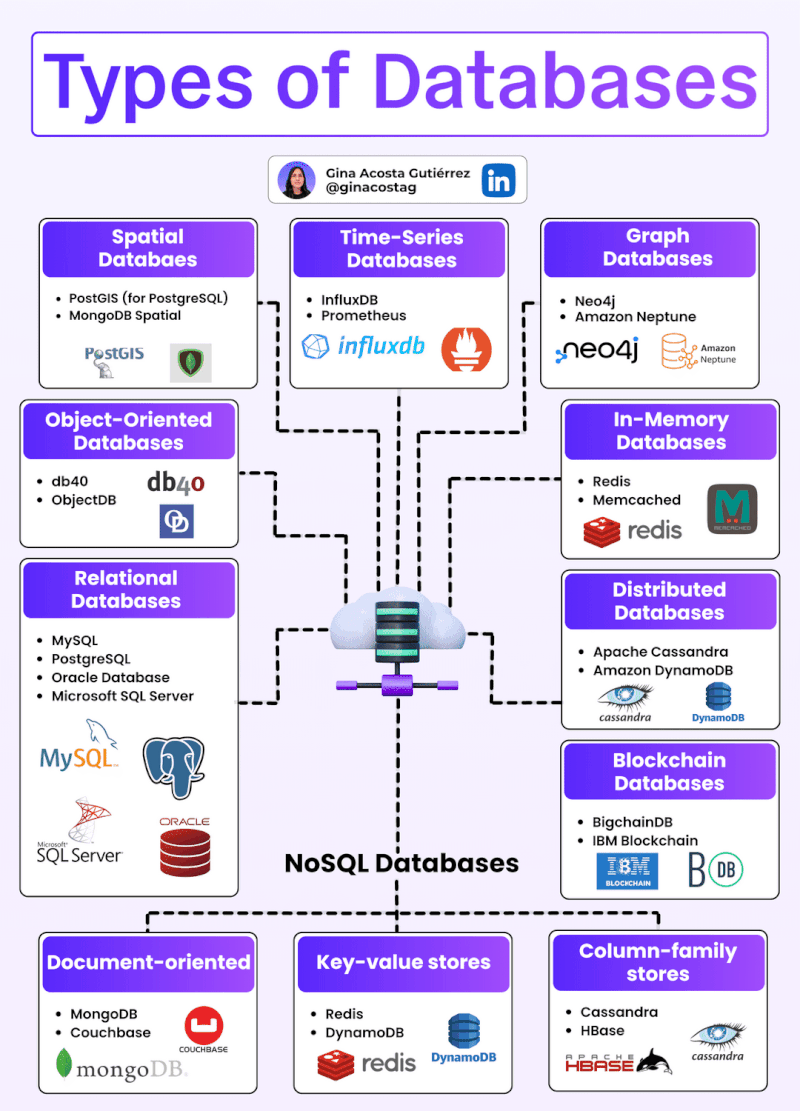 Types of Databases
Gina Acosta Gutiérrez
@ginacostag
in
Spatial
Databaes
• PostGIS (for PostgreSQL)
• MongoDB Spatial
PostGIS
Time-Series
Databases
• InfluxDB
• Prometheus
influxdb
Graph
Databases
• Neo4j
• Amazon Neptune
neo4j
Amazon
Neptune
Object-Oriented
Databases
• db40
• ObjectDB
db4o
OD
In-Memory
Databases
• Redis
• Memcached
redis
M
MEMCACHED
Relational
Databases
• MySQL
• PostgreSQL
• Oracle Database
• Microsoft SQL Server
MySQL
Microsoft
SQL Server
ORACLE
Distributed
Databases
• Apache Cassandra
• Amazon DynamoDB
cassandra
DynamoDB
Blockchain
Databases
• BigchainDB
• IBM Blockchain
IBM
BLOCKCHAIN
B DB
NoSQL Databases
Document-oriented
• MongoDB
• Couchbase
COUCHBASE
mongoDB
Key-value stores
• Redis
• DynamoDB
redis
DynamoDB
Column-family
stores
• Cassandra
• HBase
APACHE
HBASE
cassandra